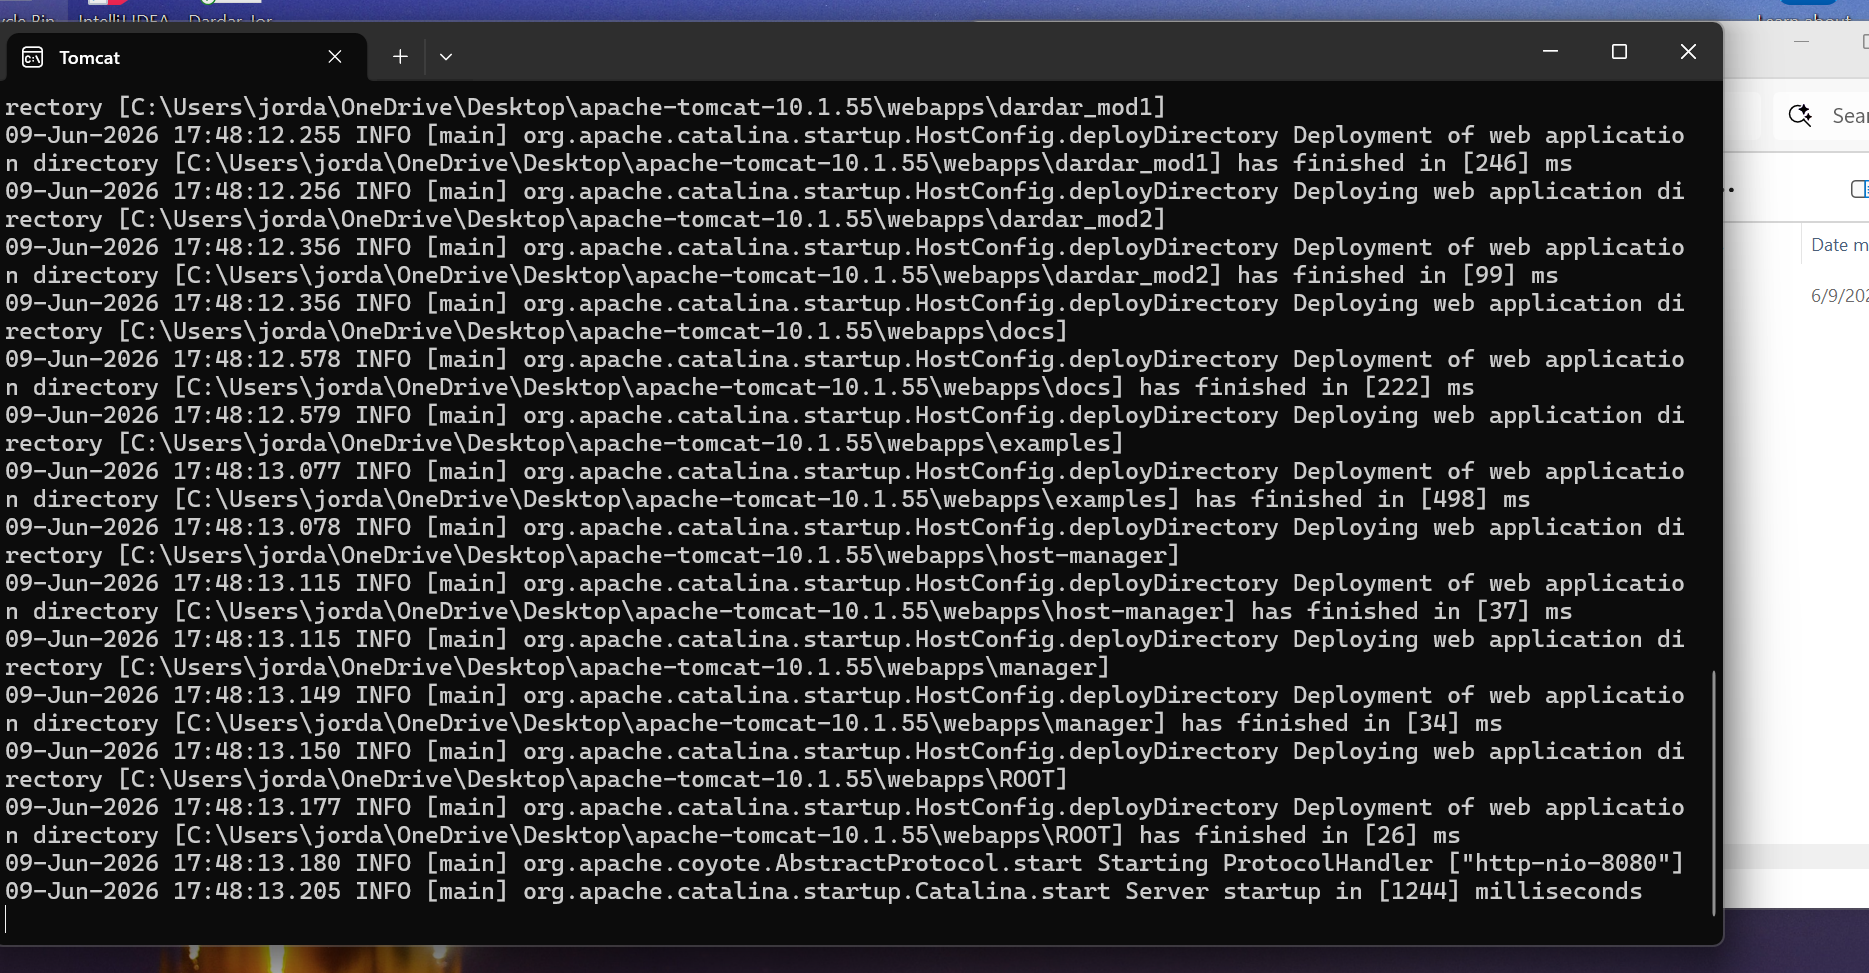 IntelliJ IDEA
Tomcat
rectory [C:\Users\jorda\OneDrive\Desktop\apache-tomcat-10.1.55\webapps\dardar_mod1]
09-Jun-2026 17:48:12.255 INFO [main] org.apache.catalina.startup.HostConfig.deployDirectory Deployment of web applicatio
n directory [C:\Users\jorda\OneDrive\Desktop\apache-tomcat-10.1.55\webapps\dardar_mod1] has finished in [246] ms
09-Jun-2026 17:48:12.256 INFO [main] org.apache.catalina.startup.HostConfig.deployDirectory Deploying web application di
rectory [C:\Users\jorda\OneDrive\Desktop\apache-tomcat-10.1.55\webapps\dardar_mod2]
09-Jun-2026 17:48:12.356 INFO [main] org.apache.catalina.startup.HostConfig.deployDirectory Deployment of web applicatio
n directory [C:\Users\jorda\OneDrive\Desktop\apache-tomcat-10.1.55\webapps\dardar_mod2] has finished in [99] ms
09-Jun-2026 17:48:12.356 INFO [main] org.apache.catalina.startup.HostConfig.deployDirectory Deploying web application di
rectory [C:\Users\jorda\OneDrive\Desktop\apache-tomcat-10.1.55\webapps\docs]
09-Jun-2026 17:48:12.578 INFO [main] org.apache.catalina.startup.HostConfig.deployDirectory Deployment of web applicatio
n directory [C:\Users\jorda\OneDrive\Desktop\apache-tomcat-10.1.55\webapps\docs] has finished in [222] ms
09-Jun-2026 17:48:12.579 INFO [main] org.apache.catalina.startup.HostConfig.deployDirectory Deploying web application di
rectory [C:\Users\jorda\OneDrive\Desktop\apache-tomcat-10.1.55\webapps\examples]
09-Jun-2026 17:48:13.077 INFO [main] org.apache.catalina.startup.HostConfig.deployDirectory Deployment of web applicatio
n directory [C:\Users\jorda\OneDrive\Desktop\apache-tomcat-10.1.55\webapps\examples] has finished in [498] ms
09-Jun-2026 17:48:13.078 INFO [main] org.apache.catalina.startup.HostConfig.deployDirectory Deploying web application di
rectory [C:\Users\jorda\OneDrive\Desktop\apache-tomcat-10.1.55\webapps\host-manager]
09-Jun-2026 17:48:13.115 INFO [main] org.apache.catalina.startup.HostConfig.deployDirectory Deployment of web applicatio
n directory [C:\Users\jorda\OneDrive\Desktop\apache-tomcat-10.1.55\webapps\host-manager] has finished in [37] ms
09-Jun-2026 17:48:13.115 INFO [main] org.apache.catalina.startup.HostConfig.deployDirectory Deploying web application di
rectory [C:\Users\jorda\OneDrive\Desktop\apache-tomcat-10.1.55\webapps\manager]
09-Jun-2026 17:48:13.149 INFO [main] org.apache.catalina.startup.HostConfig.deployDirectory Deployment of web applicatio
n directory [C:\Users\jorda\OneDrive\Desktop\apache-tomcat-10.1.55\webapps\manager] has finished in [34] ms
09-Jun-2026 17:48:13.150 INFO [main] org.apache.catalina.startup.HostConfig.deployDirectory Deploying web application di
rectory [C:\Users\jorda\OneDrive\Desktop\apache-tomcat-10.1.55\webapps\ROOT]
09-Jun-2026 17:48:13.177 INFO [main] org.apache.catalina.startup.HostConfig.deployDirectory Deployment of web applicatio
n directory [C:\Users\jorda\OneDrive\Desktop\apache-tomcat-10.1.55\webapps\ROOT] has finished in [26] ms
09-Jun-2026 17:48:13.180 INFO [main] org.apache.coyote.AbstractProtocol.start Starting ProtocolHandler ["http-nio-8080"]
09-Jun-2026 17:48:13.205 INFO [main] org.apache.catalina.startup.Catalina.start Server startup in [1244] milliseconds
Sear
Date m
6/9/202